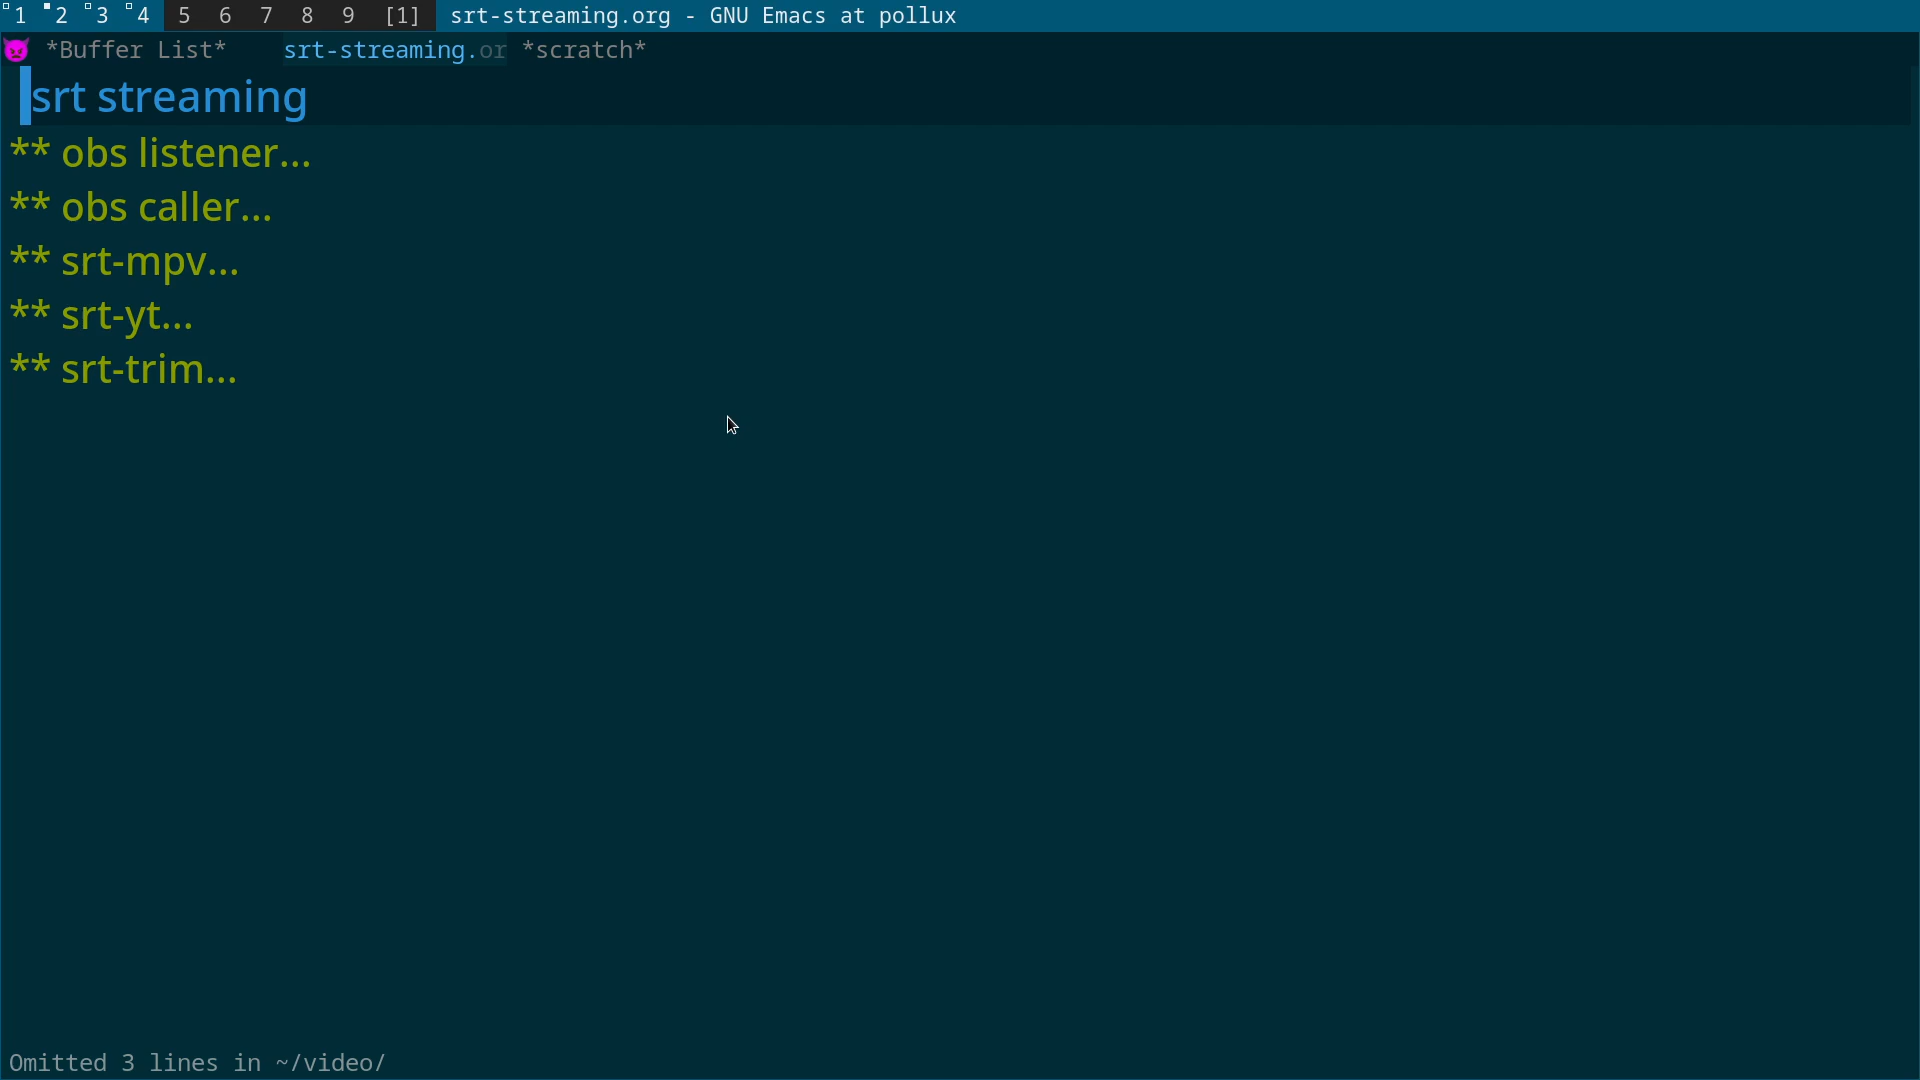 1 2 3 4 5 6 7 8 9 [1] srt-streaming.org - GNU Emacs at pollux
*Buffer List* srt-streaming.or *scratch*
srt streaming
** obs listener...
** obs caller...
** srt-mpv...
** srt-yt...
** srt-trim...
Omitted 3 lines in ~/video/